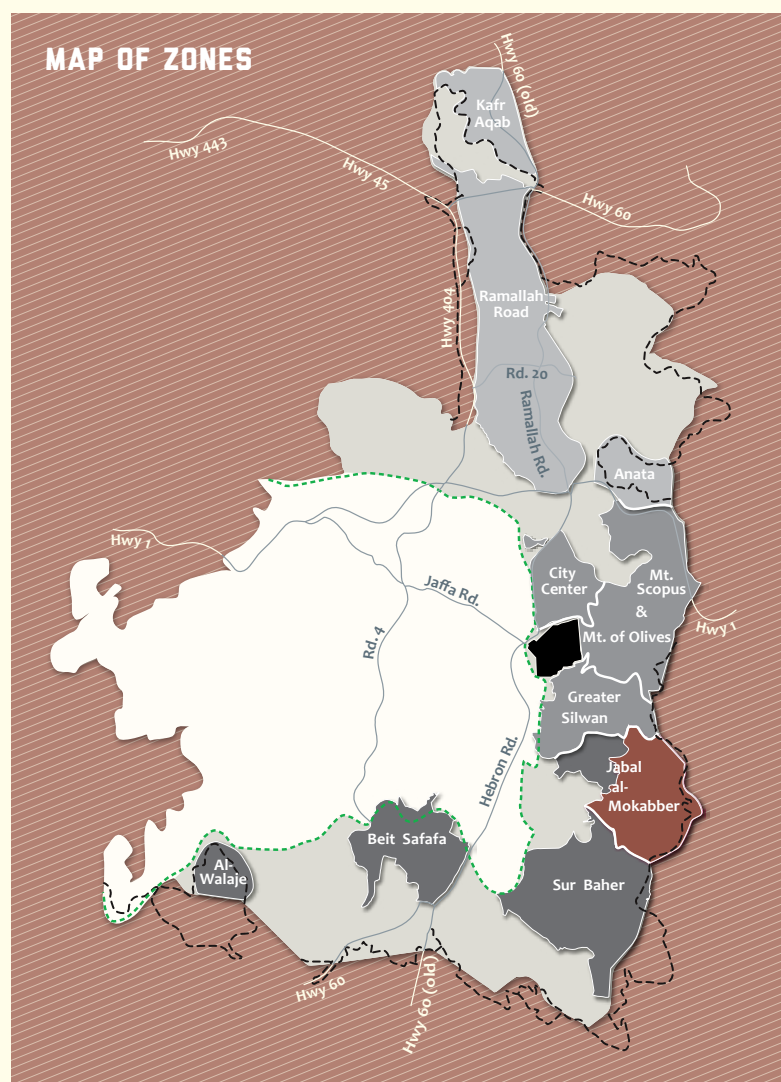 MAP OF ZONES
Hwy 60 (old)
Kafr
Aqab
Hwy 443
Hwy 45
Hwy 60
Ramallah
Road
Hwy 404
Rd. 20
Ramallah Rd.
Anata
Hwy 1
City
Center
Mt.
Scopus
&
Mt. of Olives
Jaffa Rd.
Hwy 1
Rd. 4
Greater
Silwan
Hebron Rd.
Jabal
al-
Mokabber
Beit Safafa
Al-
Walaje
Sur Baher
Hwy 60
Hwy 60 (old)